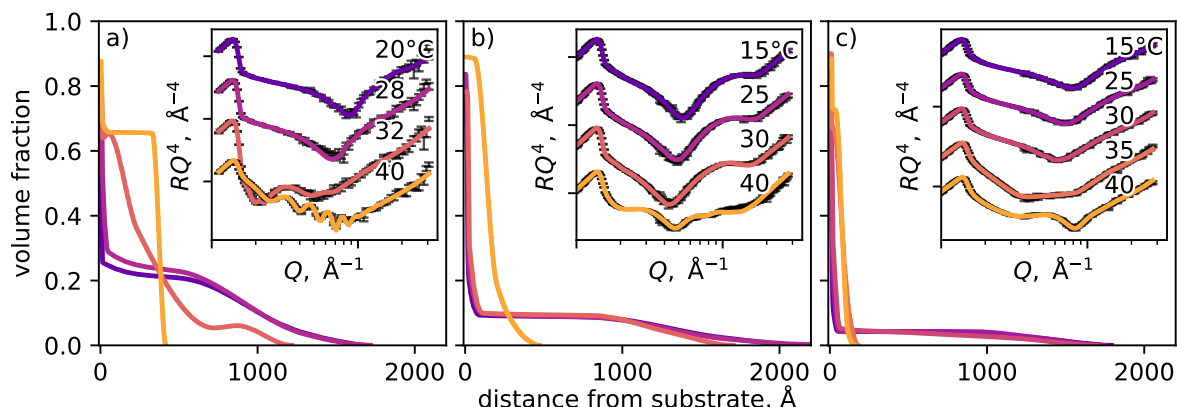 1.0
0.8
0.6
0.4
0.2
0.0
volume fraction
a)
RQ⁴, Å⁻⁴
20°C
28
32
40
Q, Å⁻¹
0
1000
2000
b)
RQ⁴, Å⁻⁴
15°C
25
30
40
Q, Å⁻¹
0
1000
2000
c)
RQ⁴, Å⁻⁴
15°C
25
30
35
40
Q, Å⁻¹
0
1000
2000
distance from substrate, Å